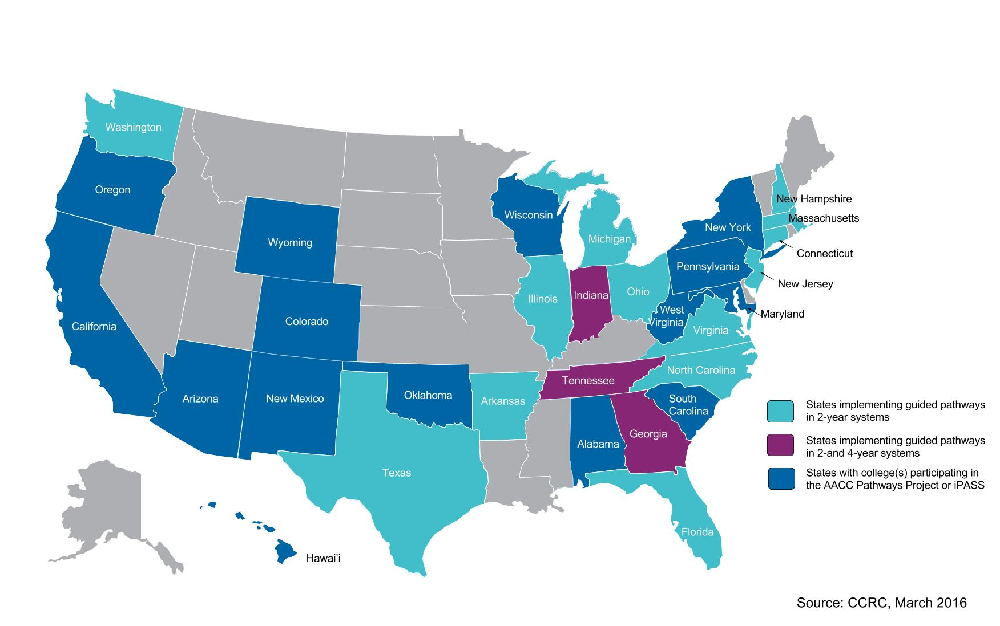 Washington
Oregon
Wisconsin
New Hampshire
Massachusetts
New York
Wyoming
Michigan
Connecticut
Pennsylvania
New Jersey
Illinois
Indiana
Ohio
West
Virginia
Maryland
Colorado
California
Virginia
North Carolina
Tennessee
Arizona
New Mexico
Oklahoma
Arkansas
South
Carolina
Georgia
Alabama
Texas
Florida
Hawai'i
States implementing guided pathways
in 2-year systems
States implementing guided pathways
in 2-and 4-year systems
States with college(s) participating in
the AACC Pathways Project or iPASS
Source: CCRC, March 2016